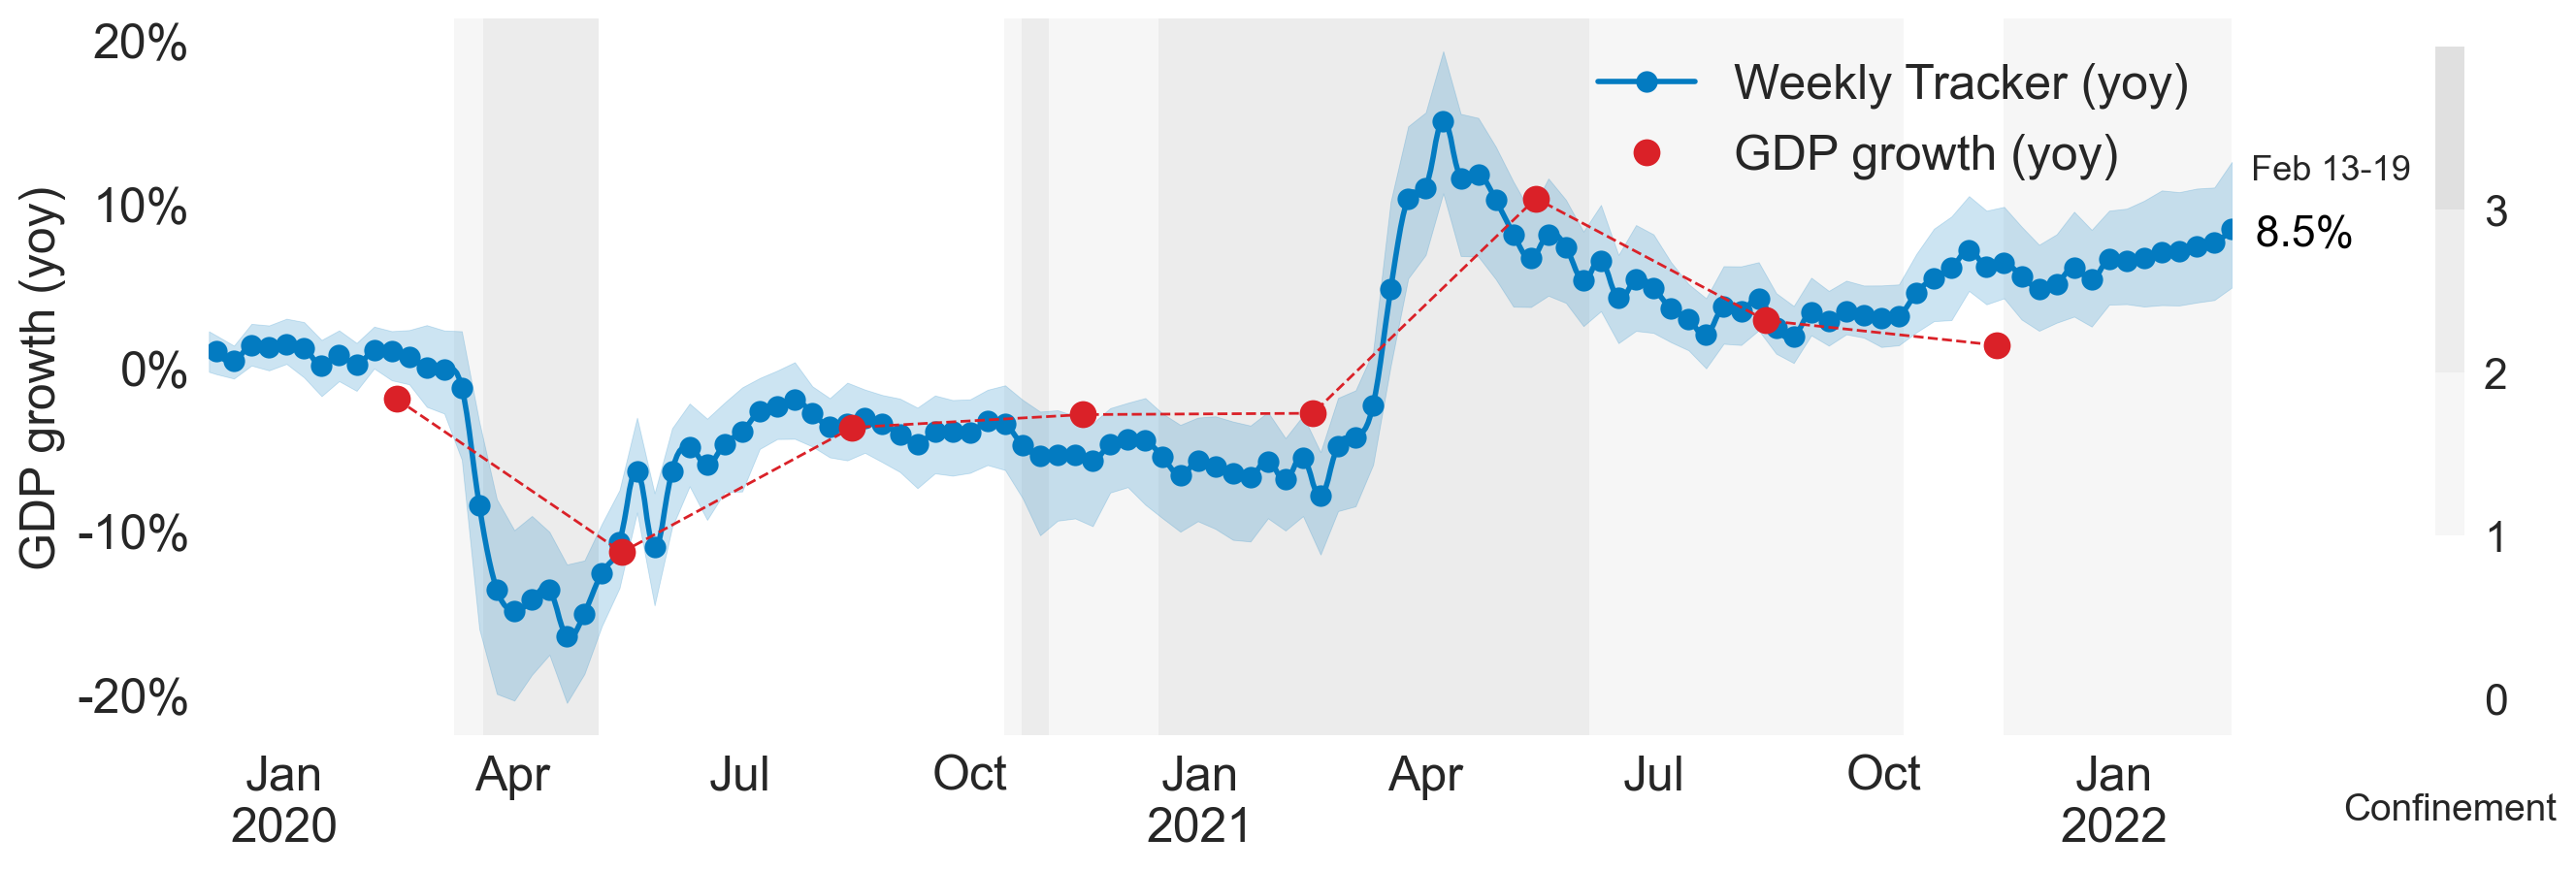 GDP growth (yoy)
20%
10%
0%
-10%
-20%
Weekly Tracker (yoy)
GDP growth (yoy)
Feb 13-19
8.5%
3
2
1
0
Jan Apr Jul Oct Jan Apr Jul Oct Jan
2020 2021 2022
Confinement